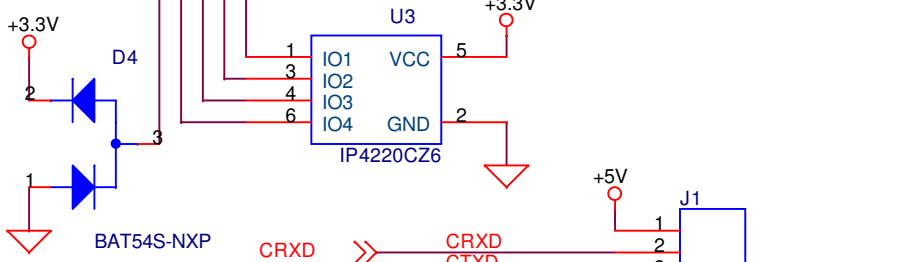 +3.3V
U3
+3.3V
D4
1
IO1
VCC
5
3
IO2
2
4
IO3
6
IO4
GND
2
3
IP4220CZ6
1
+5V
J1
BAT54S-NXP
1
CRXD
CRXD
2
CTXD